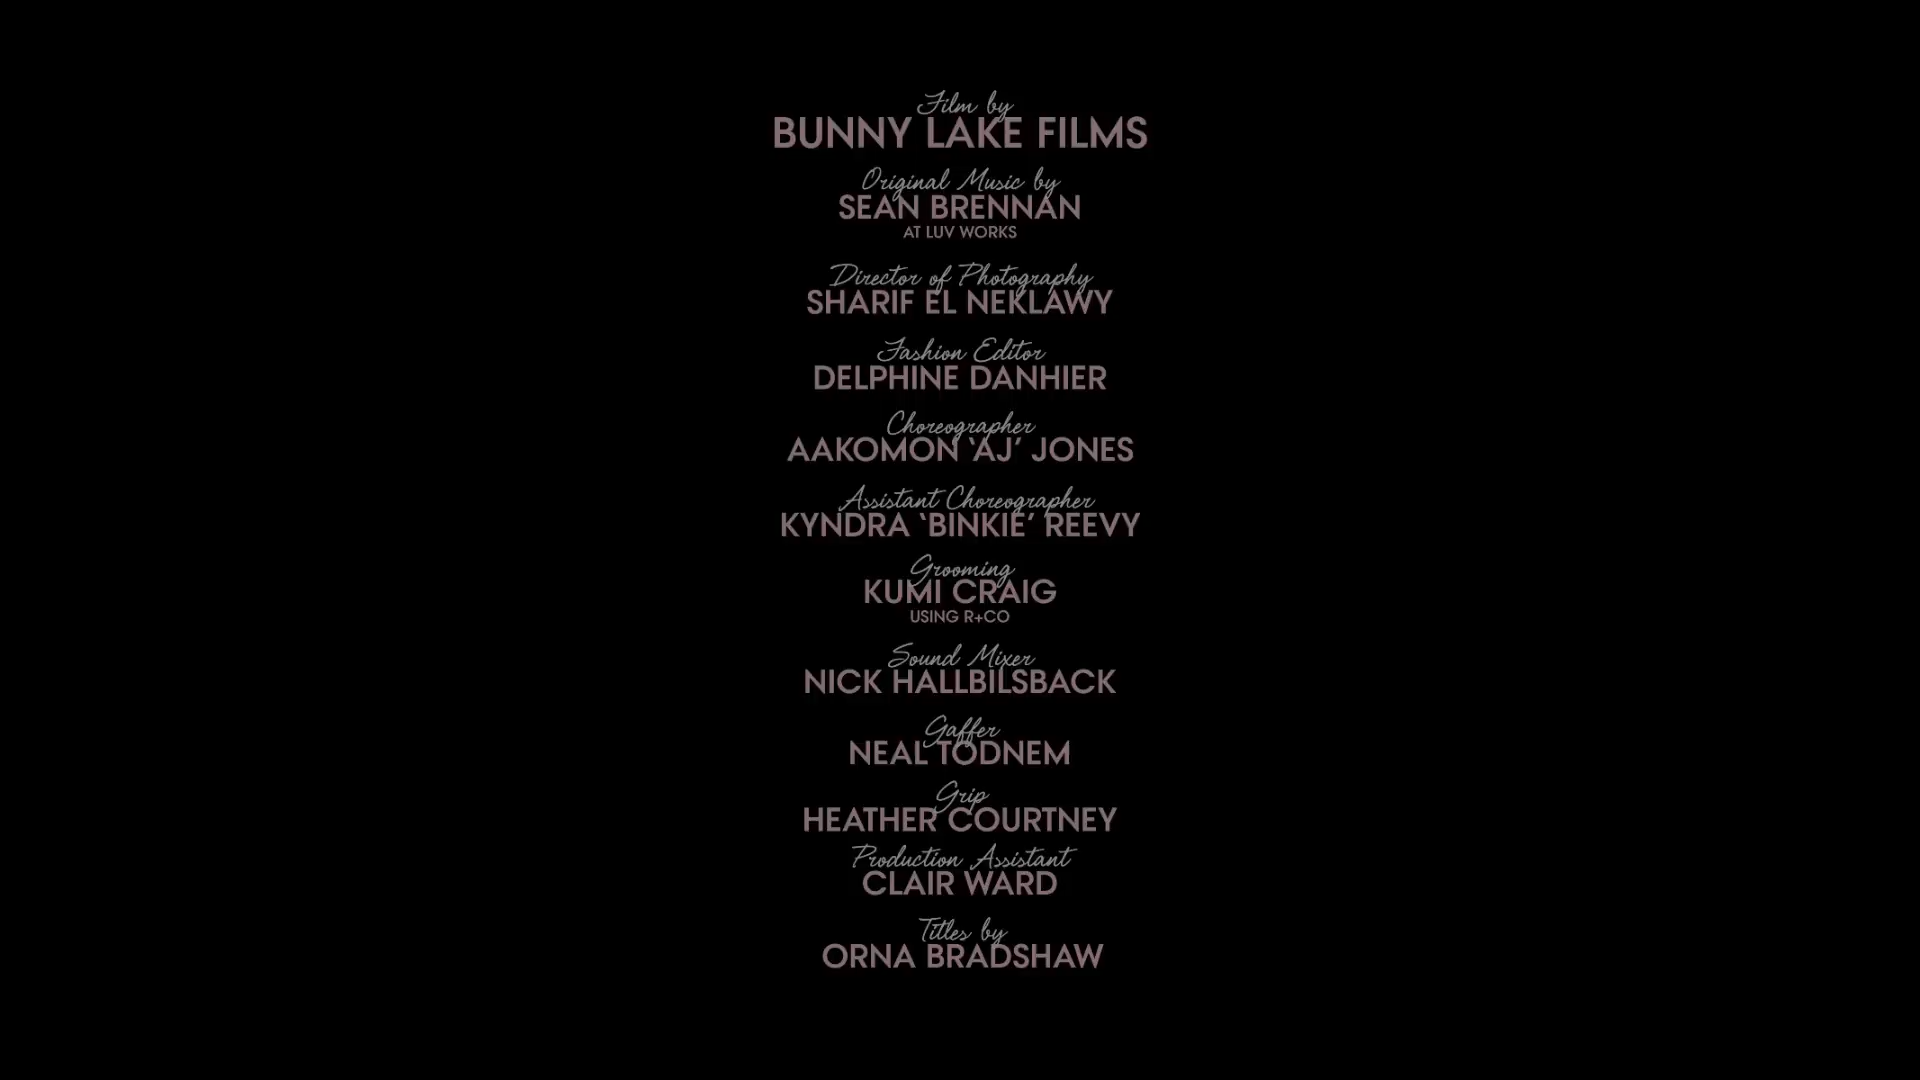 Film by
BUNNY LAKE FILMS
Original Music by
SEAN BRENNAN
AT LUV WORKS
Director of Photography
SHARIF EL NEKLAWY
Fashion Editor
DELPHINE DANHIER
Choreographer
AAKOMON ‘AJ’ JONES
Assistant Choreographer
KYNDRA ‘BINKIE’ REEVY
Grooming
KUMI CRAIG
USING R+CO
Sound Mixer
NICK HALLBILSBACK
Gaffer
NEAL TODNEM
Grip
HEATHER COURTNEY
Production Assistant
CLAIR WARD
Titles by
ORNA BRADSHAW